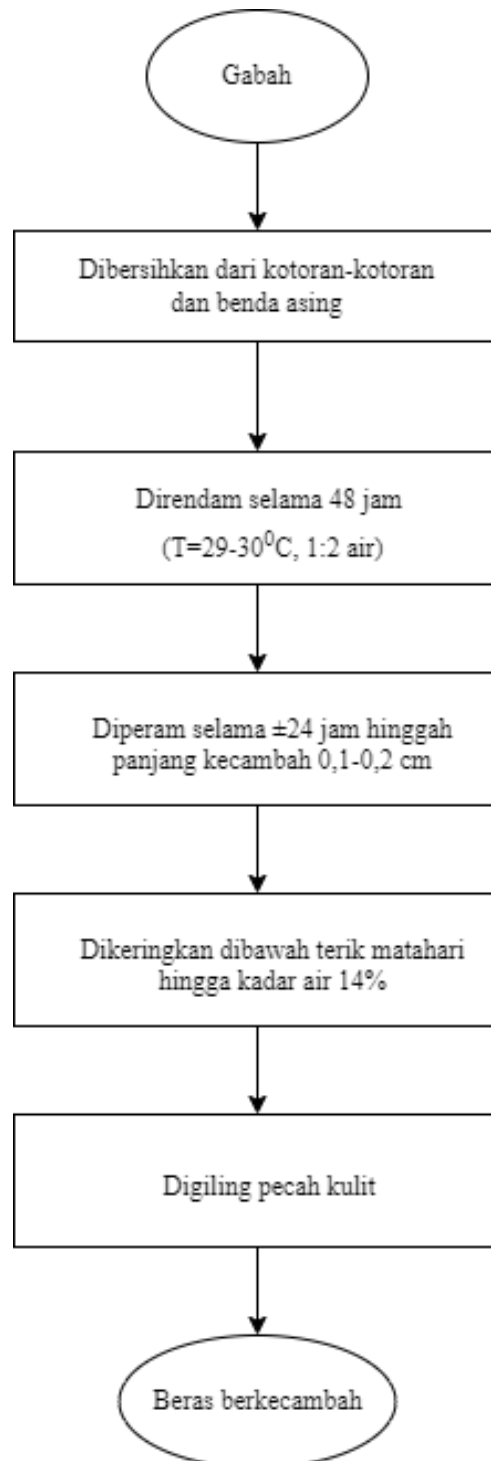 Gabah
Dibersihkan dari kotoran-kotoran
dan benda asing
Direndam selama 48 jam
(T=29-30⁰C, 1:2 air)
Diperam selama ±24 jam hinggah
panjang kecambah 0,1-0,2 cm
Dikeringkan dibawah terik matahari
hingga kadar air 14%
Digiling pecah kulit
Beras berkecambah